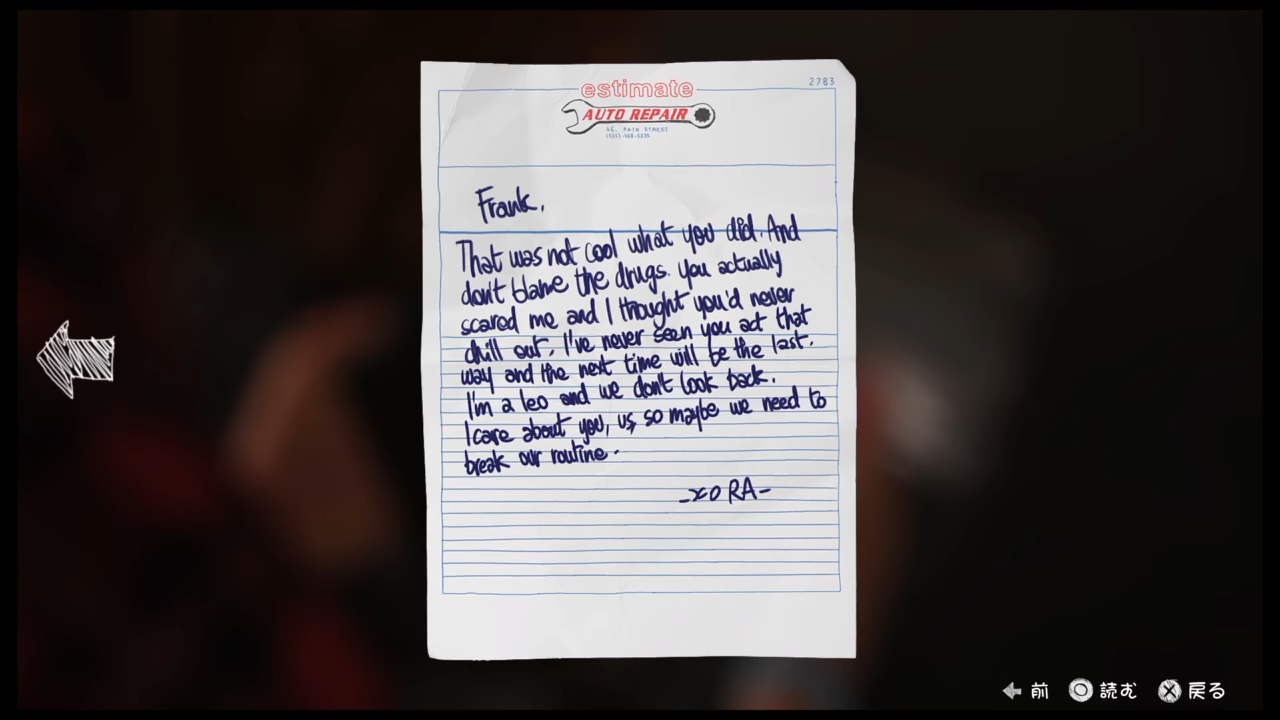 estimate
2783
AUTO REPAIR
46, MAIN STREET
Frank,
That was not cool what you did. And
don't blame the drugs. You actually
scared me and I thought you'd never
chill out. I've never seen you act that
way and the next time will be the last.
I'm a leo and we don't look back.
I care about you, us, so maybe we need to
break our routine.
-xo RA-
前
読む
戻る